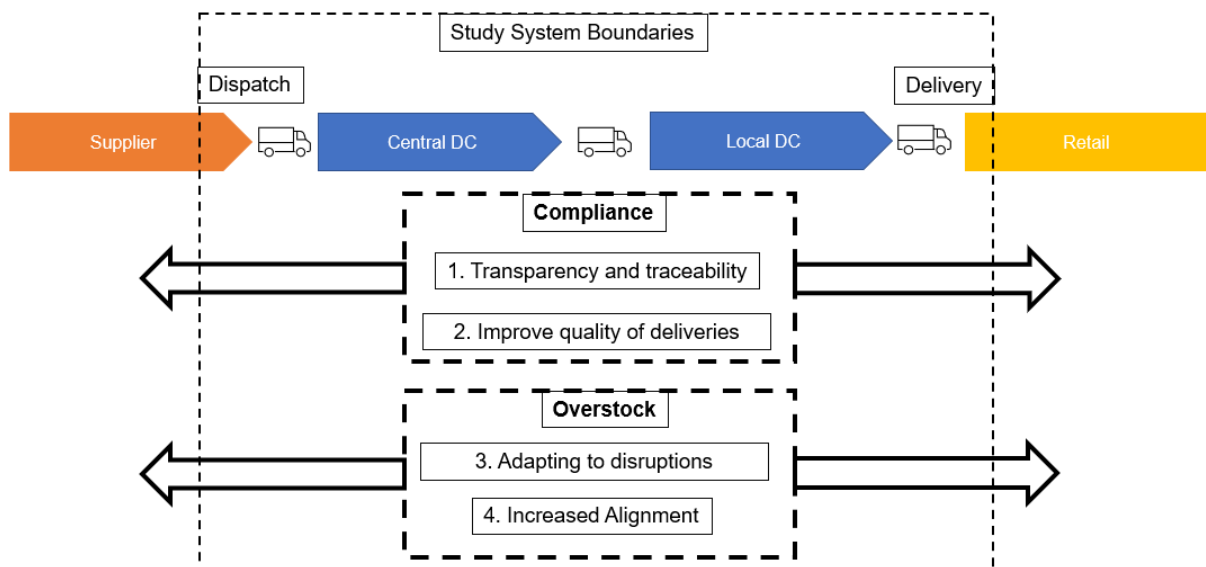 Study System Boundaries
Dispatch
Delivery
Supplier
Central DC
Local DC
Retail
Compliance
1. Transparency and traceability
2. Improve quality of deliveries
Overstock
3. Adapting to disruptions
4. Increased Alignment